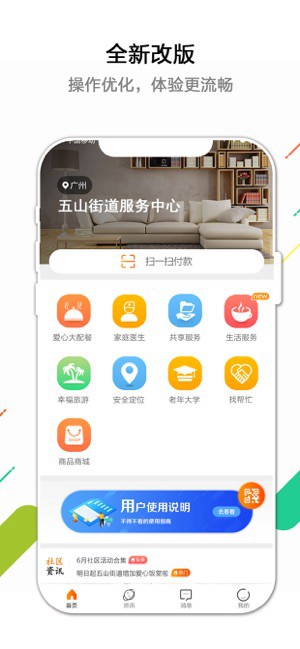 全新改版
操作优化，体验更流畅
中国移动
广州
五山街道服务中心
扫一扫付款
new
爱心大配餐 家庭医生 共享服务 生活服务
幸福旅游 安全定位 老年大学 找帮忙
SHOP
商品商城
用户使用说明
不得不看的使用指南
去看看
社区
资讯
6月社区活动合集
明日起五山街道增加爱心饭堂啦 热门
首页 资讯 消息 我的